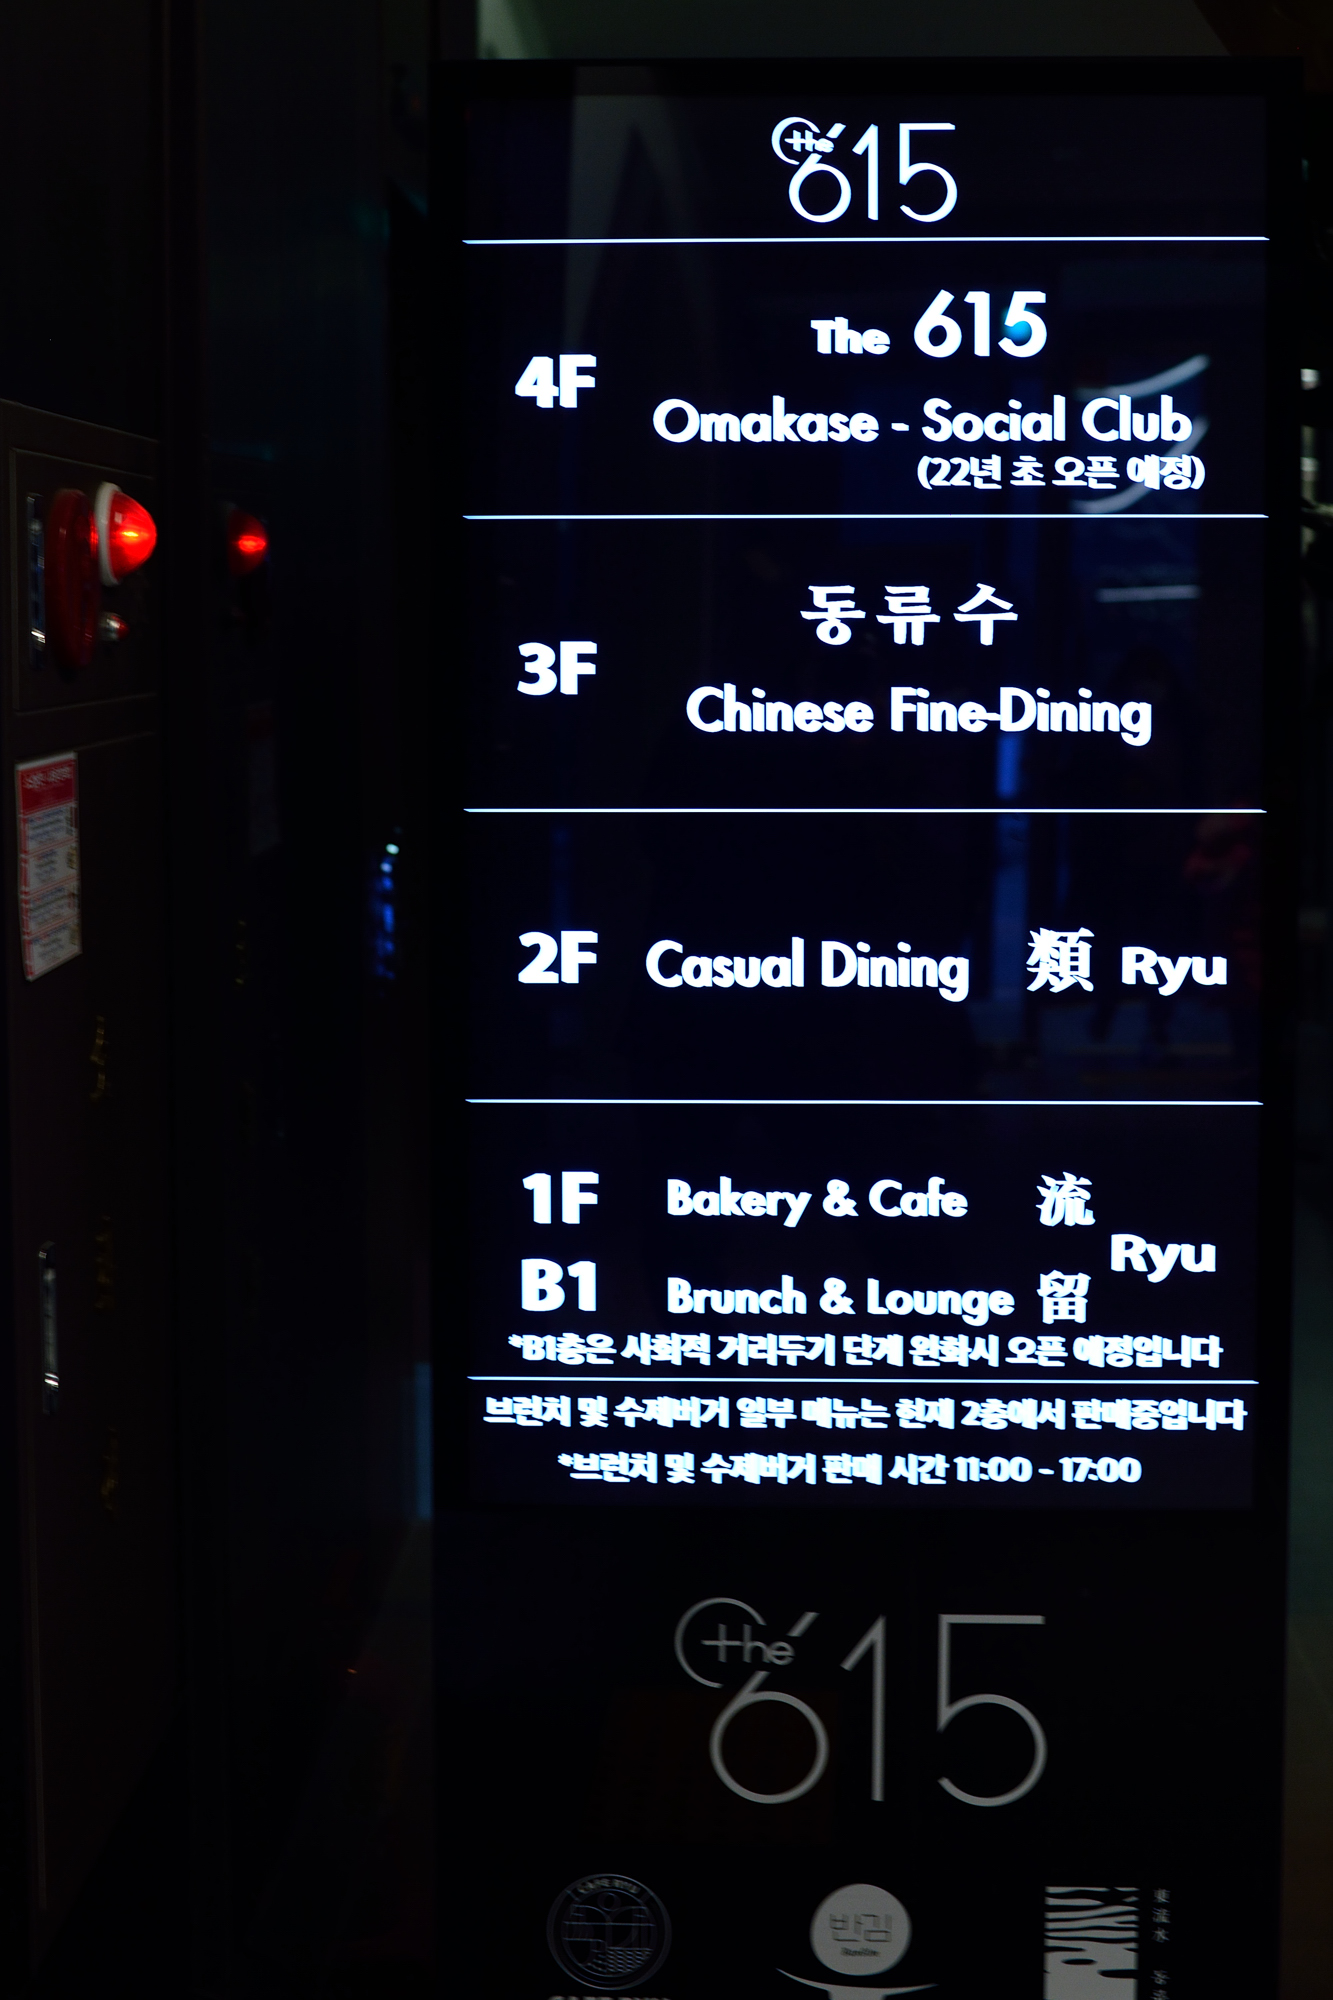 the 615
The 615
4F
Omakase - Social Club
(22년 초 오픈 예정)
동류수
3F
Chinese Fine-Dining
2F Casual Dining 類 Ryu
1F Bakery & Cafe 流
Ryu
B1 Brunch & Lounge 留
*B1층은 사회적 거리두기 단계 완화시 오픈 예정입니다
브런치 및 수제버거 일부 메뉴는 현재 2층에서 판매중입니다
*브런치 및 수제버거 판매 시간 11:00 - 17:00
the 615
CAFE RYU
반김
東流水